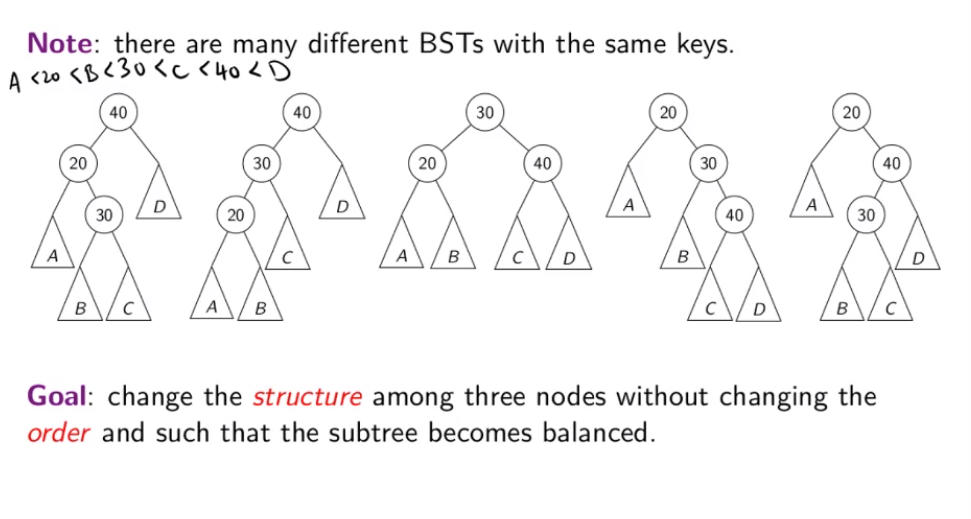 Note: there are many different BSTs with the same keys.
A <20 <B<30 <C <40 <D
40 40 30 20 20
20 30 20 40 30 40
30 D 20 D A 40 A 30
A C A B C D B D
B C A B C D B C
Goal: change the structure among three nodes without changing the
order and such that the subtree becomes balanced.